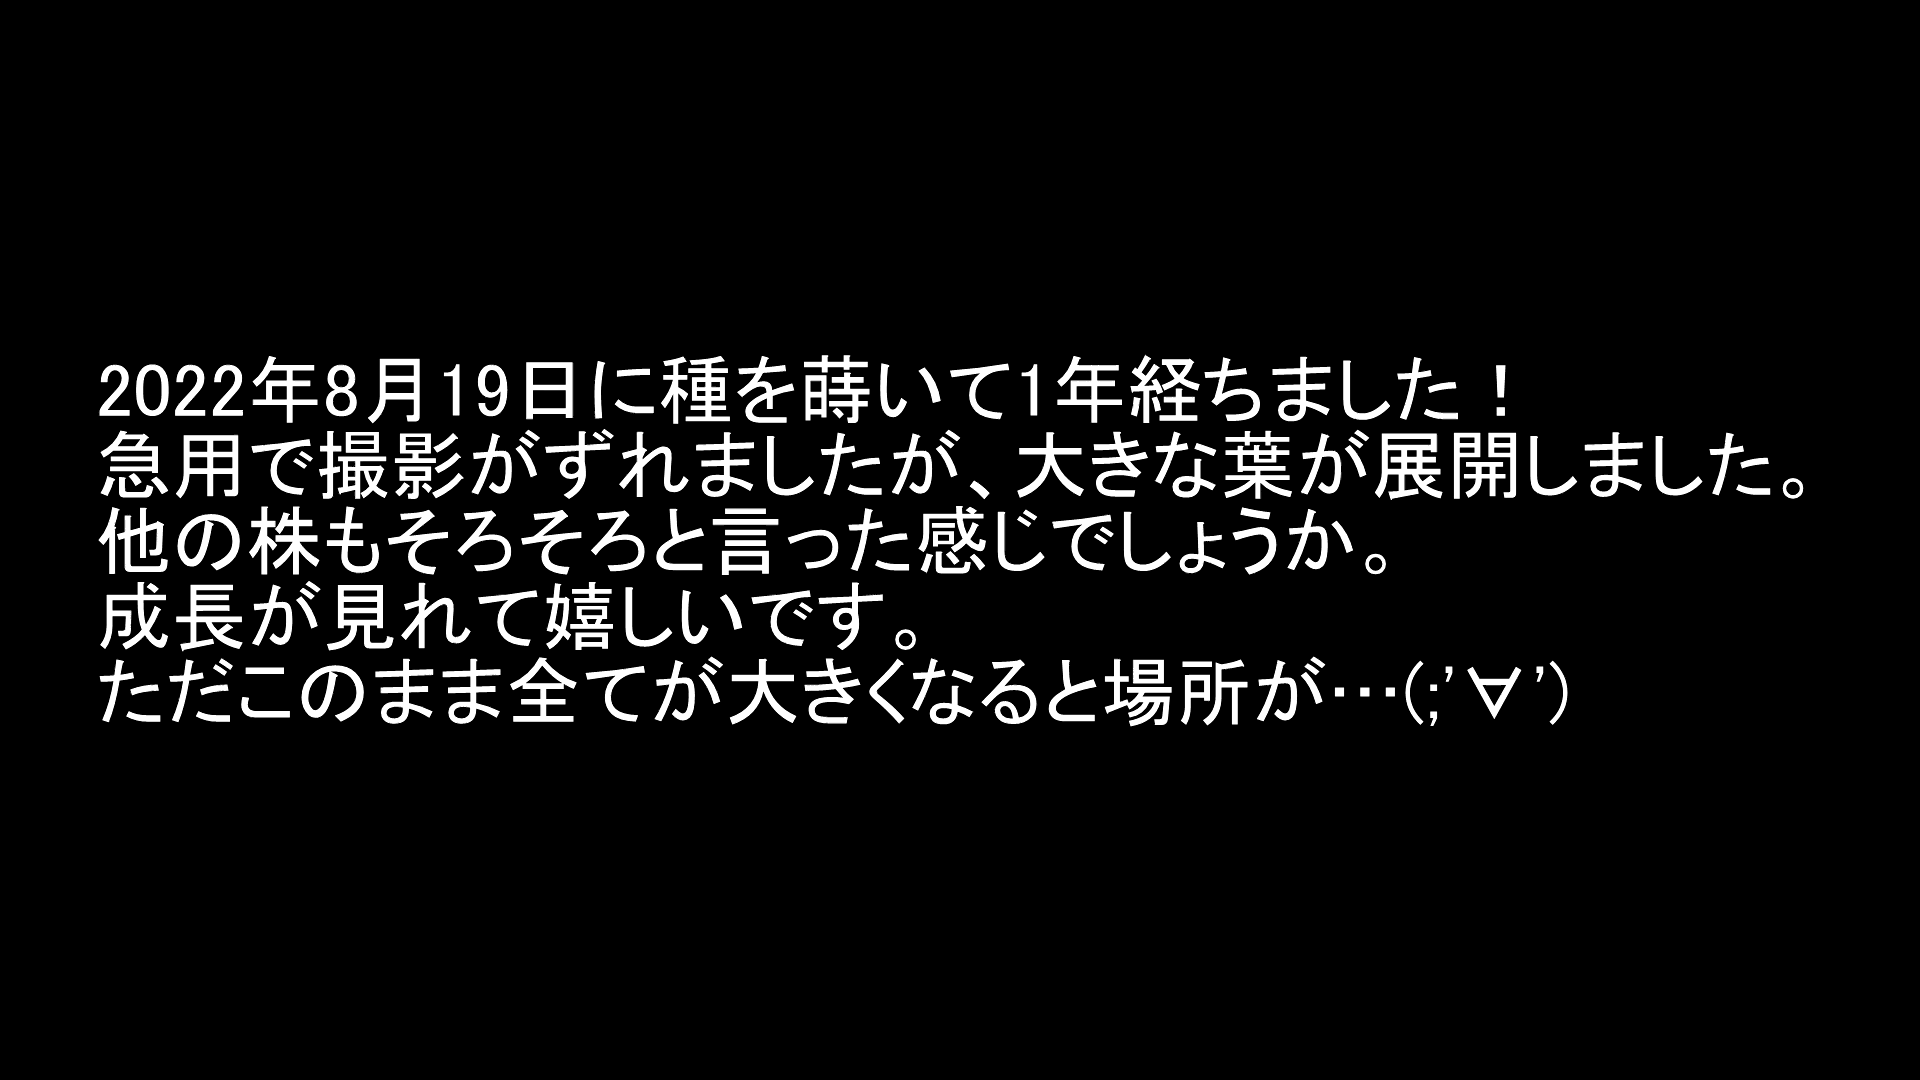 2022年8月19日に種を蒔いて1年経ちました！
急用で撮影がずれましたが、大きな葉が展開しました。
他の株もそろそろと言った感じでしょうか。
成長が見れて嬉しいです。
ただこのまま全てが大きくなると場所が…(;'∀')